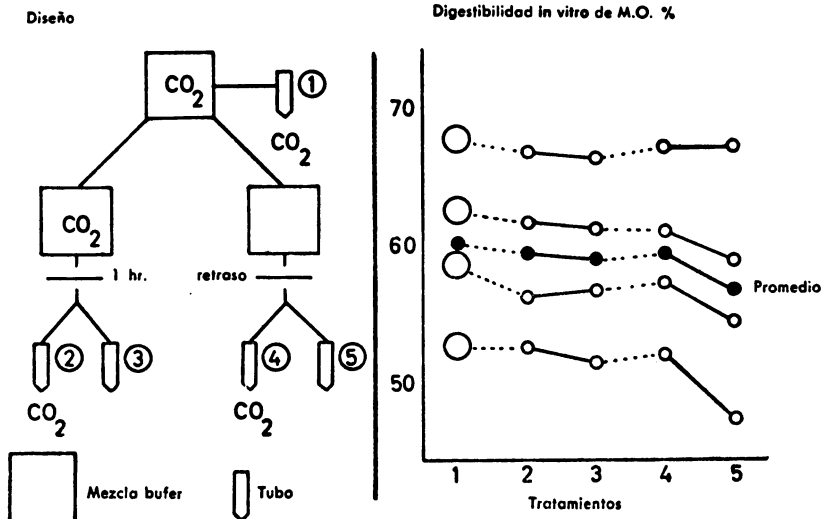 Diseño
CO2
1
CO2
CO2
1 hr.
retraso
2 3
4 5
CO2
CO2
Mezcla bufer
Tubo
Digestibilidad in vitro de M.O. %
70
60
50
Promedio
1 2 3 4 5
Tratamientos